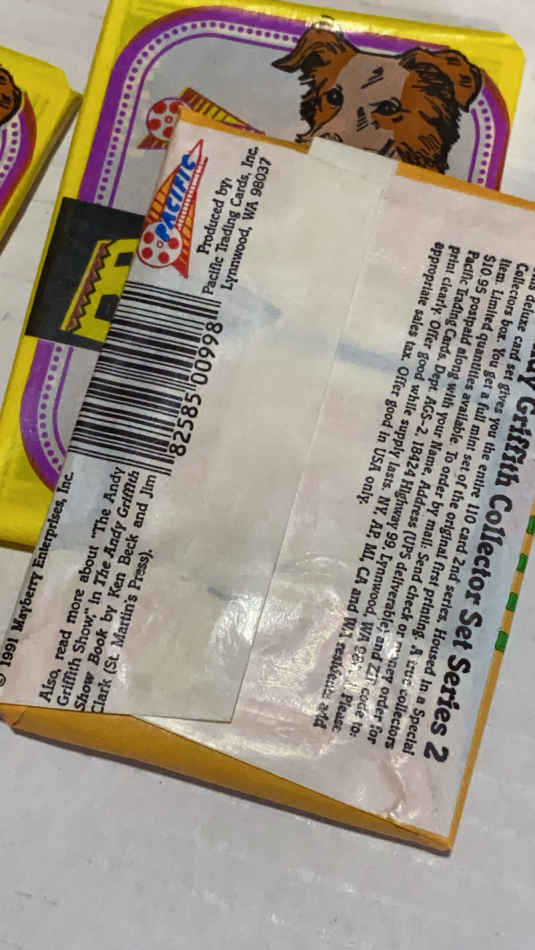 Griffith Collector Set Series 2
deluxe card set gives you the entire 110 card 2nd series. Housed in a Special
Collectors box. You get a full mint set of the original first printing. A true collectors
item. Limited quantities available. To order by mail: Send check or money order for
$10.95 postpaid along with your Name, Address (UPS deliverable) and ZIP code to:
Pacific Trading Cards, Dept. AGS-2, 18424 Highway 99, Lynnwood, WA Please
print clearly. Offer good while supply lasts. NY, AR, MI, CA and WA residents add
appropriate sales tax. Offer good in USA only.
PACIFIC
Produced by,
Pacific Trading Cards, Inc.
Lynnwood, WA 98037
82585 00998
© 1991 Mayberry Enterprises, Inc.
Also, read more about "The Andy
Griffith Show," in The Andy Griffith
Show Book by Ken Beck and Jim
Clark (St. Martin's Press).